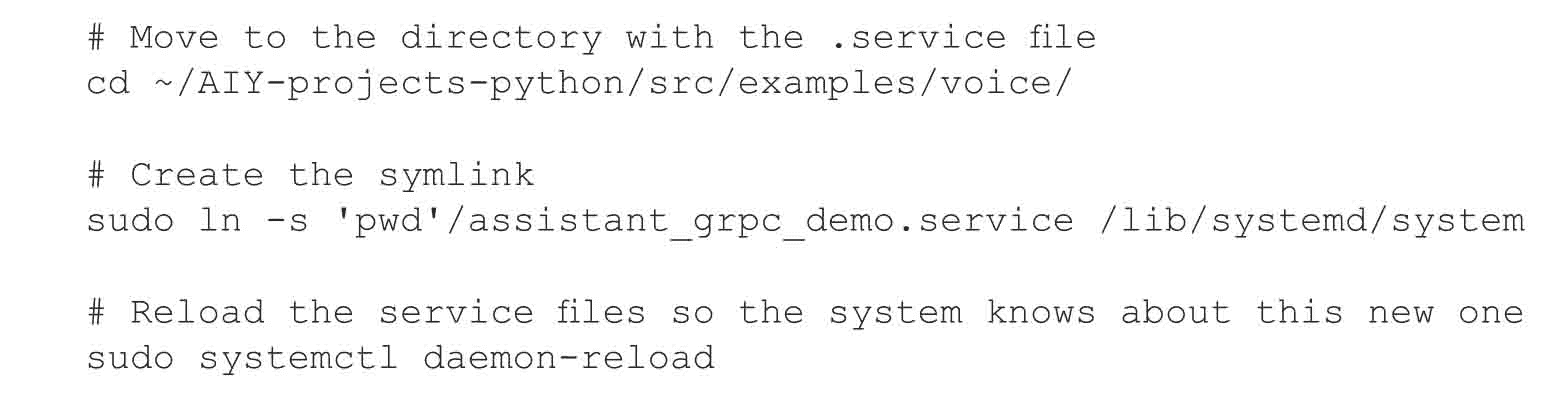 # Move to the directory with the .service file
cd ~/AIY-projects-python/src/examples/voice/
# Create the symlink
sudo ln -s 'pwd'/assistant_grpc_demo.service /lib/systemd/system
# Reload the service files so the system knows about this new one
sudo systemctl daemon-reload